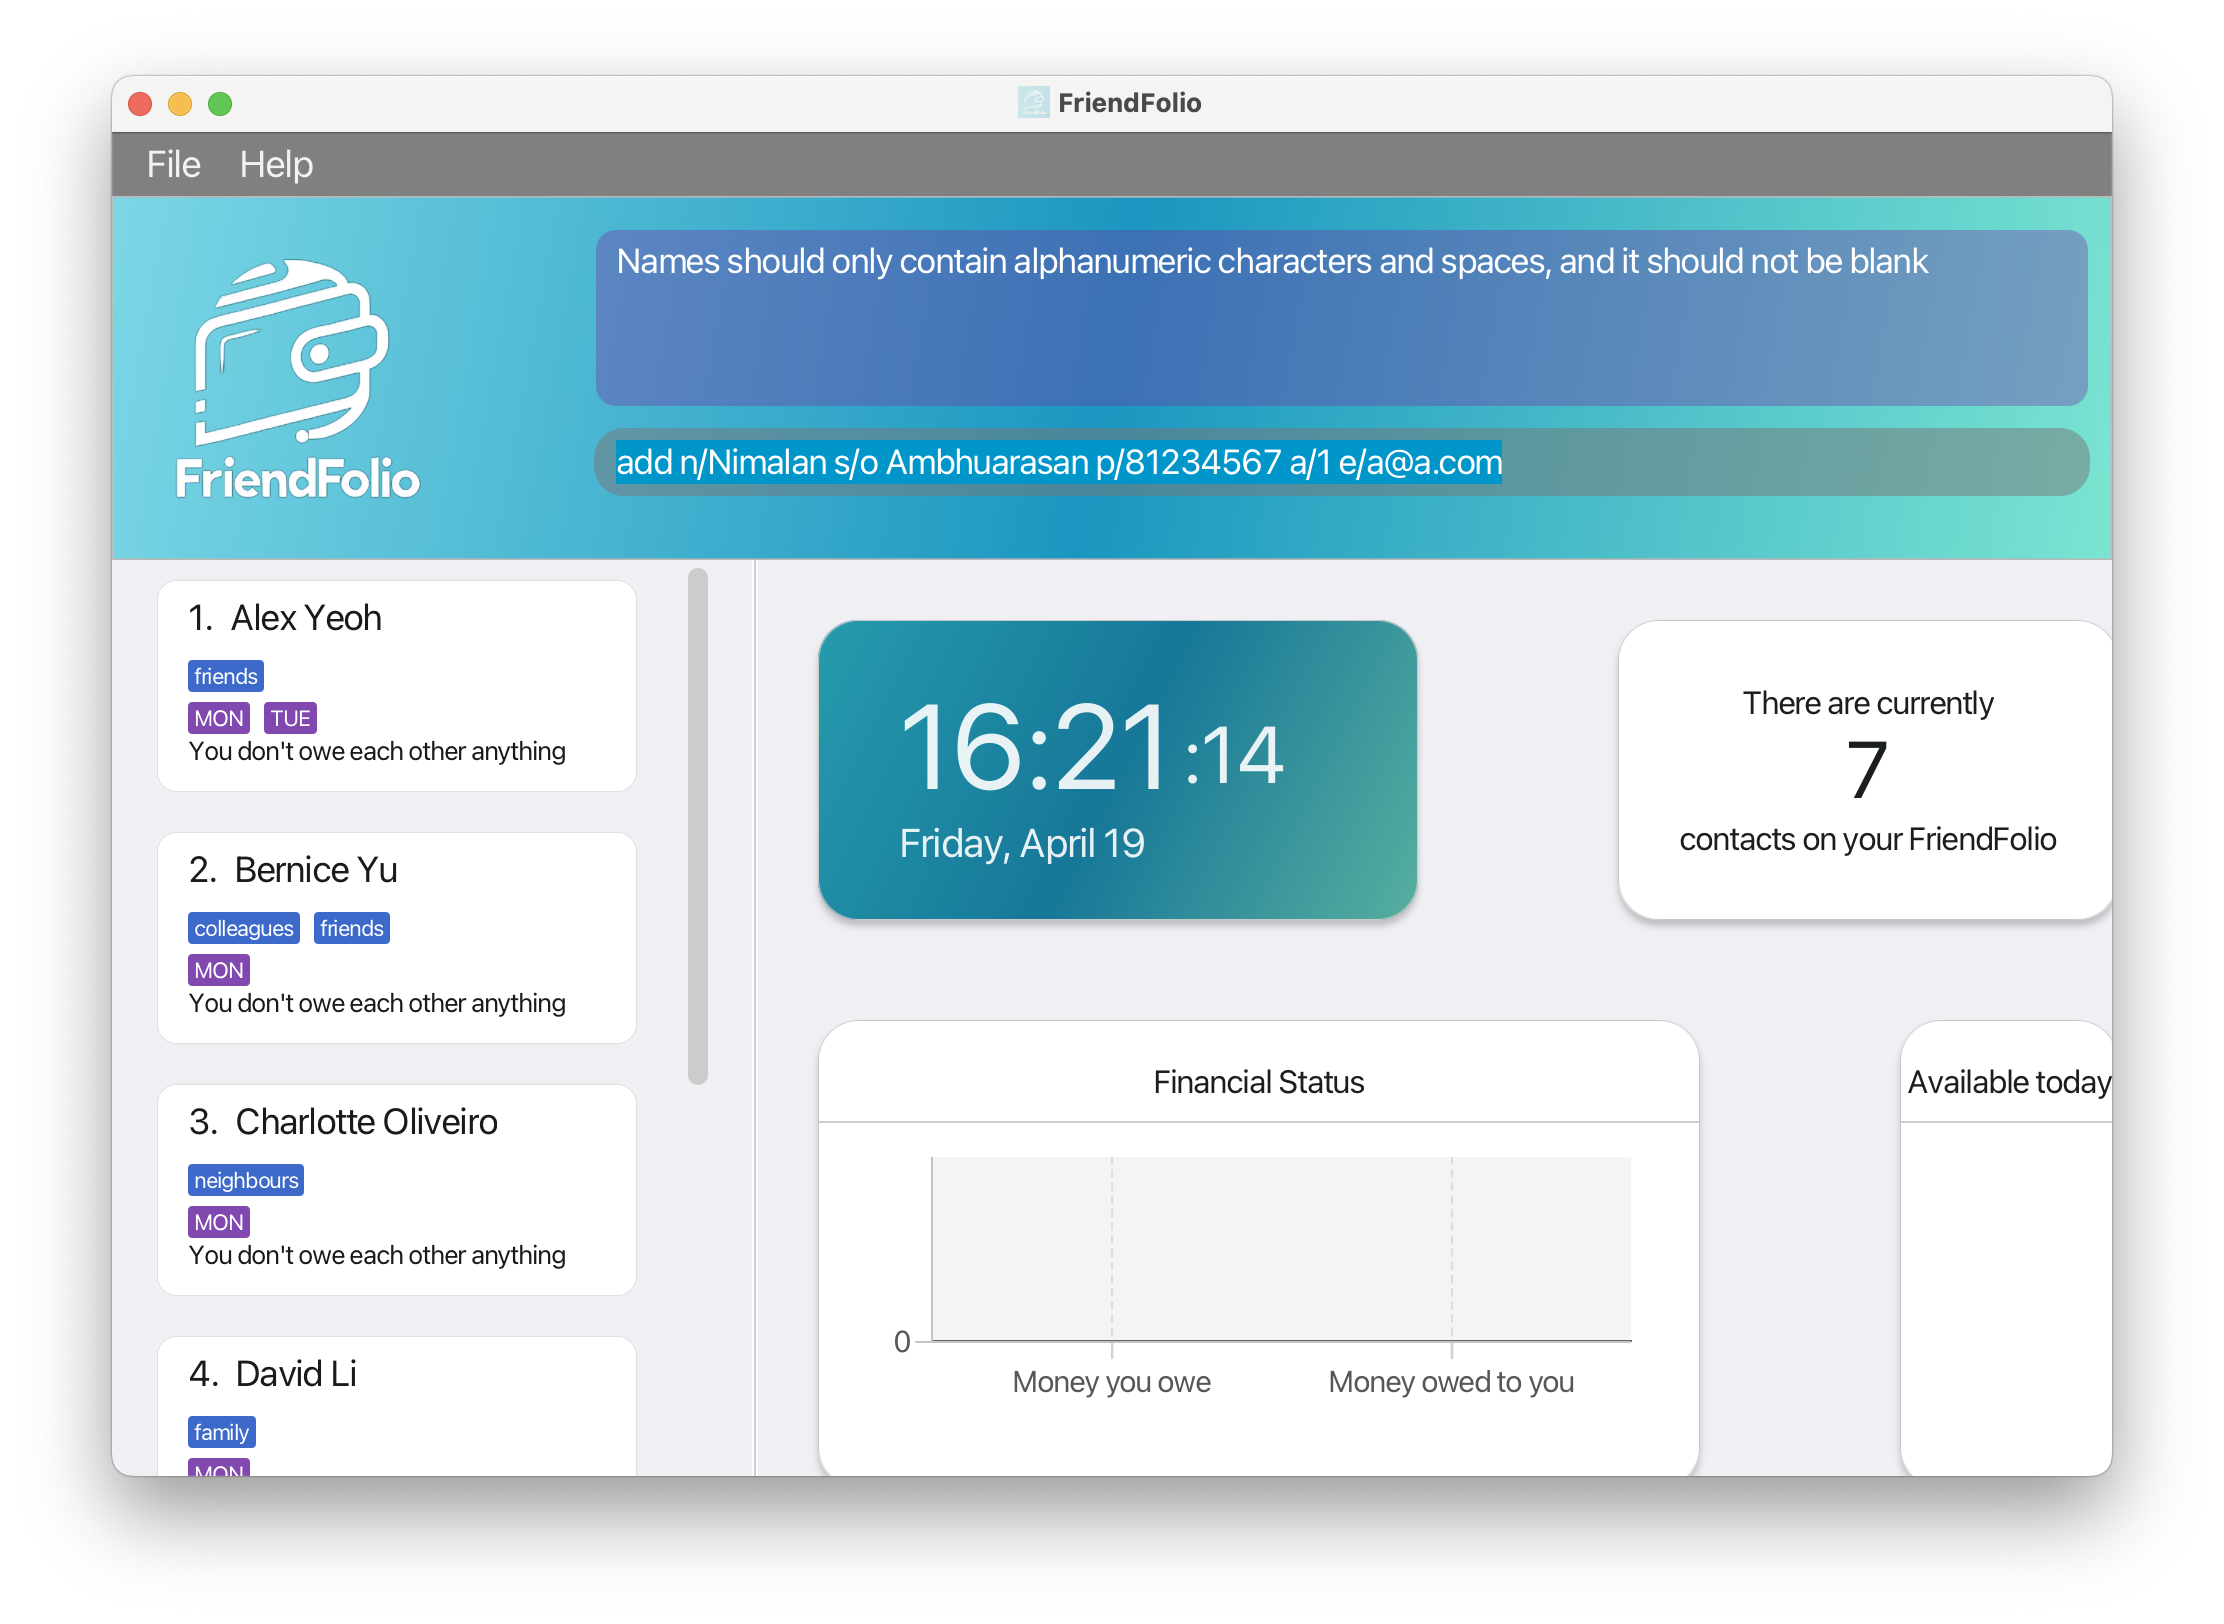 FriendFolio
File Help
Names should only contain alphanumeric characters and spaces, and it should not be blank
add n/Nimalan s/o Ambhuarasan p/81234567 a/1 e/a@a.com
FriendFolio
1. Alex Yeoh
friends
MON TUE
You don't owe each other anything
2. Bernice Yu
colleagues friends
MON
You don't owe each other anything
3. Charlotte Oliveiro
neighbours
MON
You don't owe each other anything
4. David Li
family
MON
16:21:14
Friday, April 19
There are currently
7
contacts on your FriendFolio
Financial Status
0
Money you owe Money owed to you
Available today